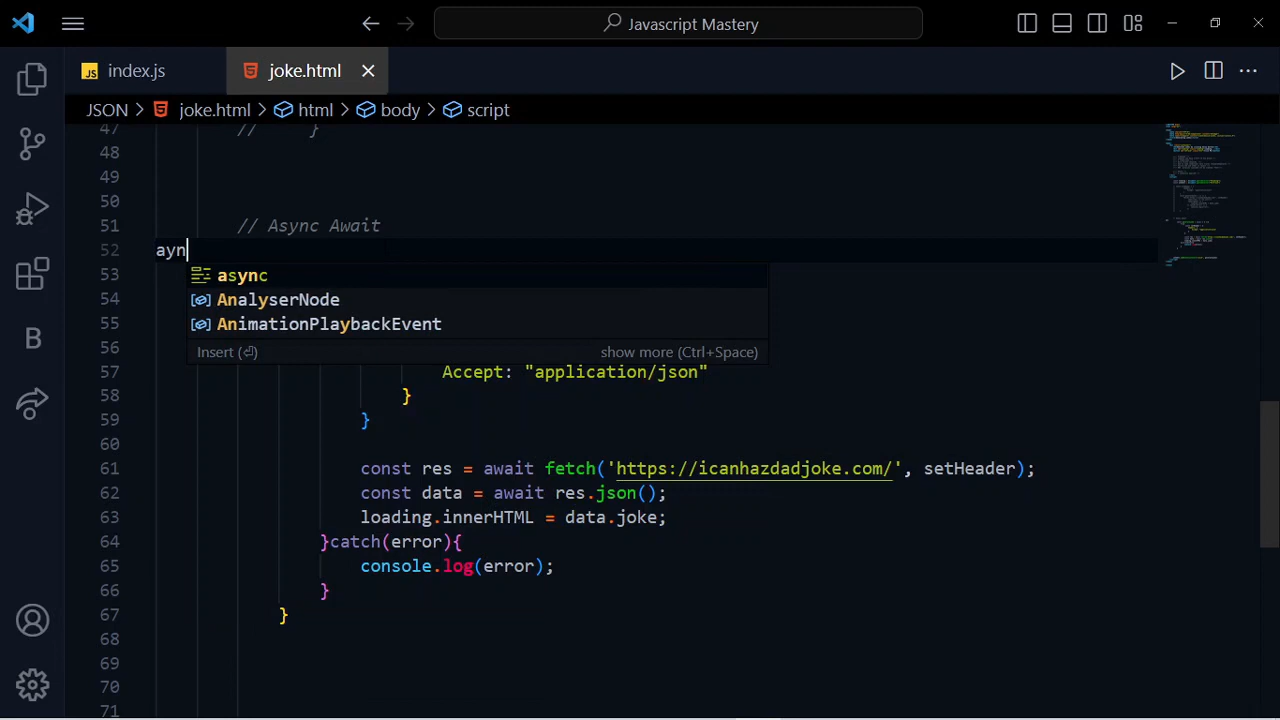 Javascript Mastery
JS index.js
joke.html
JSON > joke.html > html > body > script
47 // }
48
49
50
51 // Async Await
52 ayn
53 async
54 AnalyserNode
55 AnimationPlaybackEvent
56 Insert (⏎) show more (Ctrl+Space)
57 Accept: "application/json"
58 }
59 }
60
61 const res = await fetch('https://icanhazdadjoke.com/', setHeader);
62 const data = await res.json();
63 loading.innerHTML = data.joke;
64 }catch(error){
65 console.log(error);
66 }
67 }
68
69
70
71